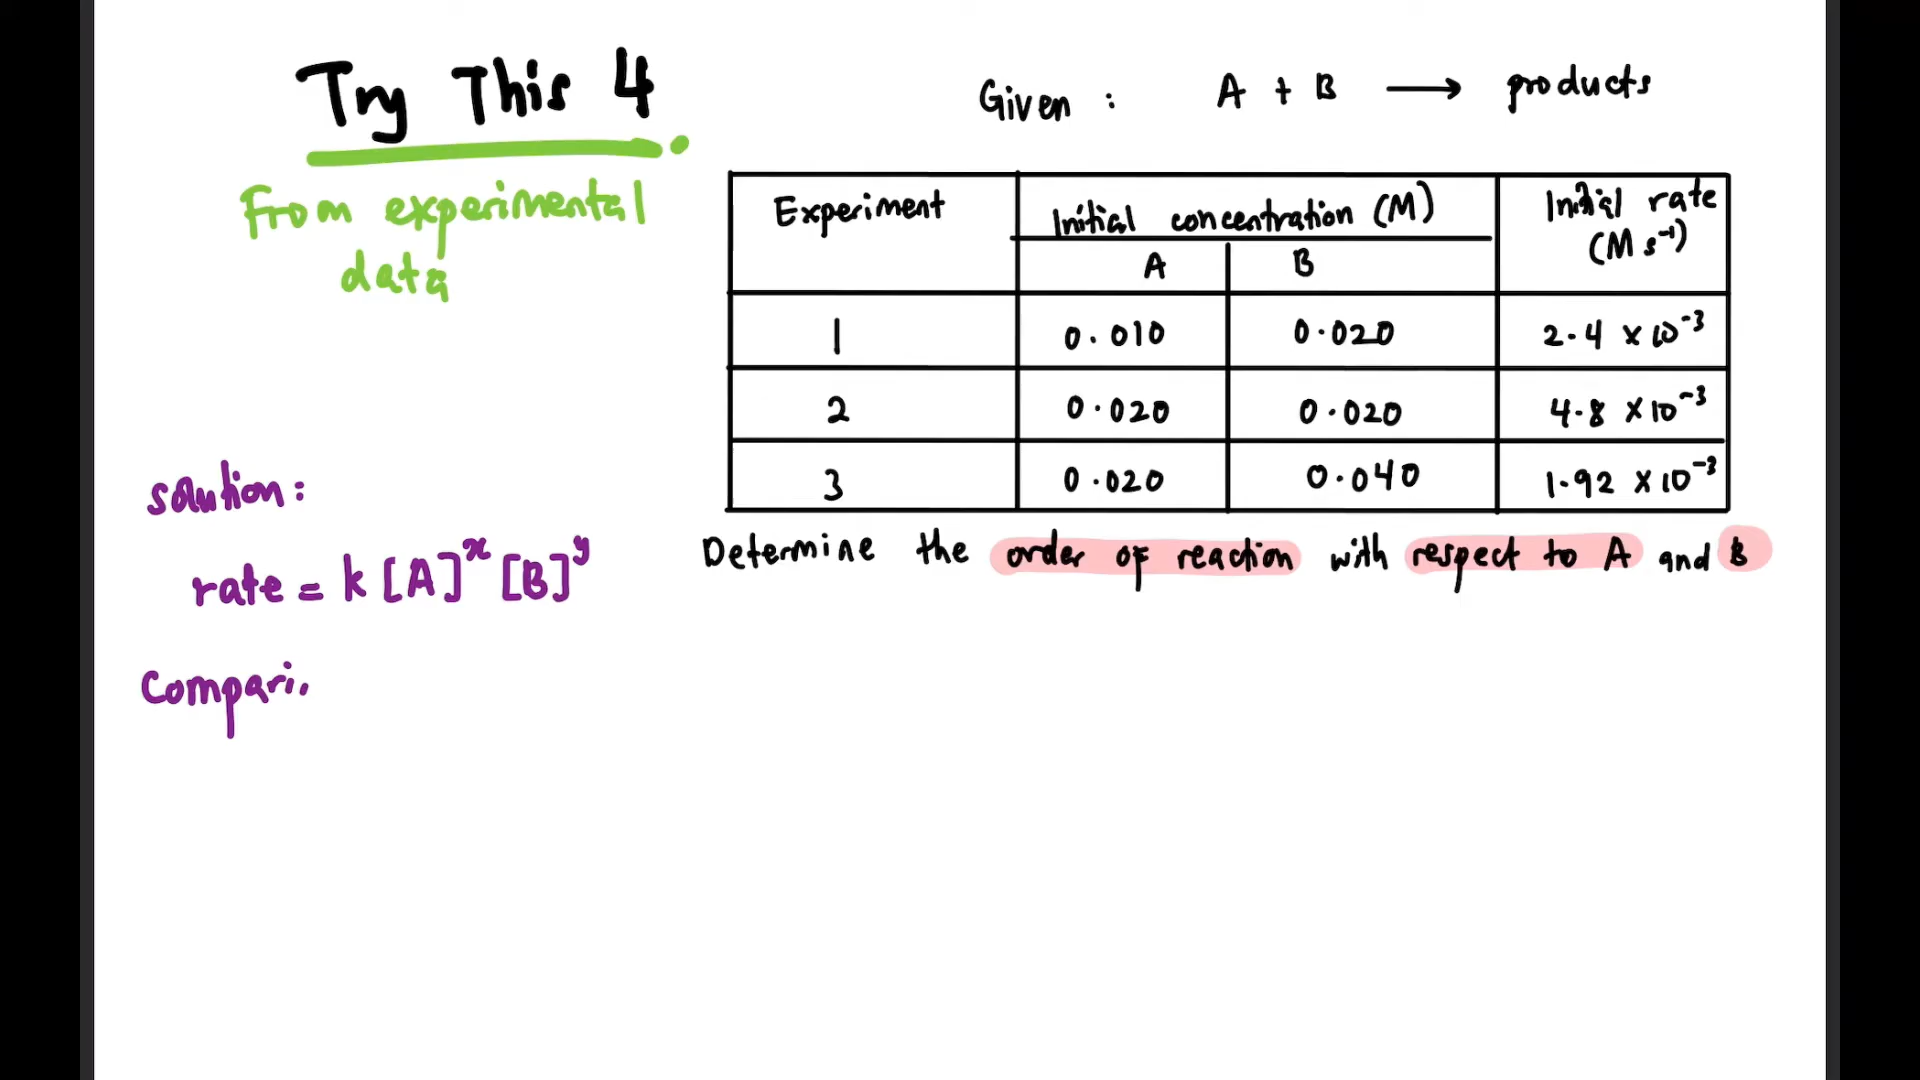 Try This 4
From experimental
data
Given : A + B ⟶ products
Experiment Initial concentration (M) Initial rate (M s⁻¹)
A B
1 0.010 0.020 2.4 × 10⁻³
2 0.020 0.020 4.8 × 10⁻³
3 0.020 0.040 1.92 × 10⁻³
Determine the order of reaction with respect to A and B
solution:
rate = k [A]ˣ [B]ʸ
Compari